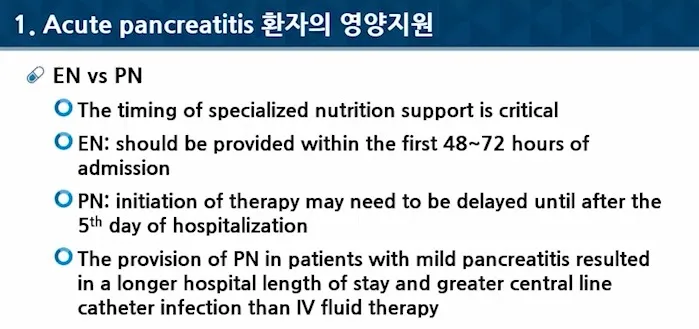 1. Acute pancreatitis 환자의 영양지원
EN vs PN
The timing of specialized nutrition support is critical
EN: should be provided within the first 48~72 hours of
admission
PN: initiation of therapy may need to be delayed until after the
5th day of hospitalization
The provision of PN in patients with mild pancreatitis resulted
in a longer hospital length of stay and greater central line
catheter infection than IV fluid therapy